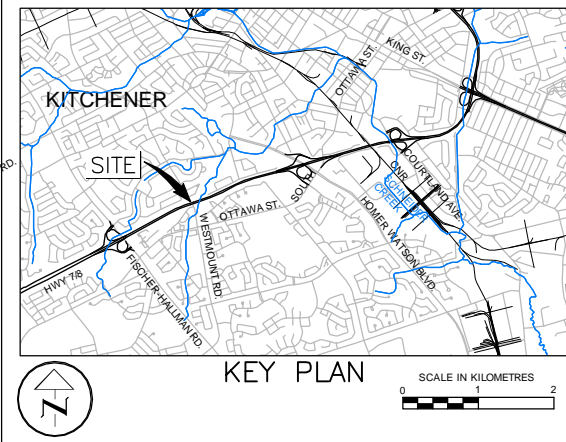 OTTAWA ST.
KING ST.
KITCHENER
RD.
SITE
COURTLAND AVE.
CNR
SCHNEIDER
CREEK
SOUTH
OTTAWA ST.
WESTMOUNT RD.
HOMER WATSON BLVD.
FISCHER-HALLMAN RD.
HWY 7/8
KEY PLAN
SCALE IN KILOMETRES
0 1 2
N